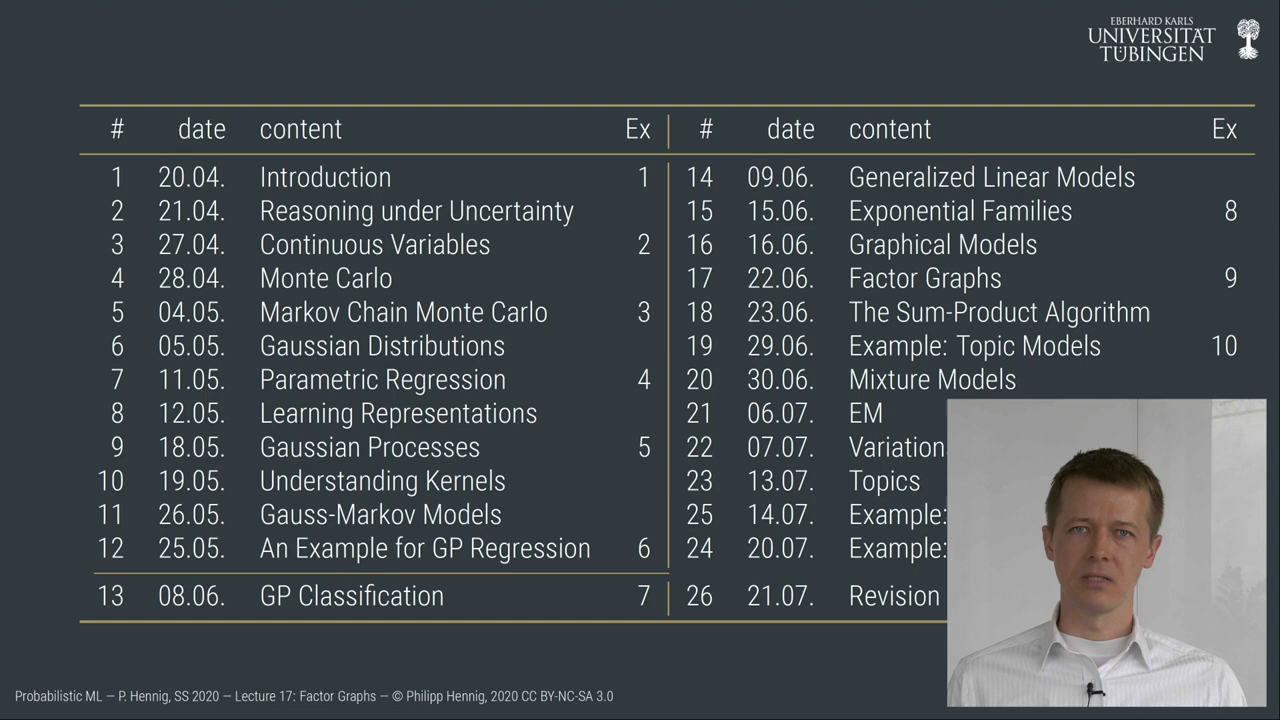 EBERHARD KARLS
UNIVERSITÄT
TÜBINGEN
# date content Ex # date content Ex
1 20.04. Introduction 1 14 09.06. Generalized Linear Models
2 21.04. Reasoning under Uncertainty 15 15.06. Exponential Families 8
3 27.04. Continuous Variables 2 16 16.06. Graphical Models
4 28.04. Monte Carlo 17 22.06. Factor Graphs 9
5 04.05. Markov Chain Monte Carlo 3 18 23.06. The Sum-Product Algorithm
6 05.05. Gaussian Distributions 19 29.06. Example: Topic Models 10
7 11.05. Parametric Regression 4 20 30.06. Mixture Models
8 12.05. Learning Representations 21 06.07. EM
9 18.05. Gaussian Processes 5 22 07.07. Variation
10 19.05. Understanding Kernels 23 13.07. Topics
11 26.05. Gauss-Markov Models 25 14.07. Example:
12 25.05. An Example for GP Regression 6 24 20.07. Example:
13 08.06. GP Classification 7 26 21.07. Revision
Probabilistic ML — P. Hennig, SS 2020 — Lecture 17: Factor Graphs — © Philipp Hennig, 2020 CC BY-NC-SA 3.0